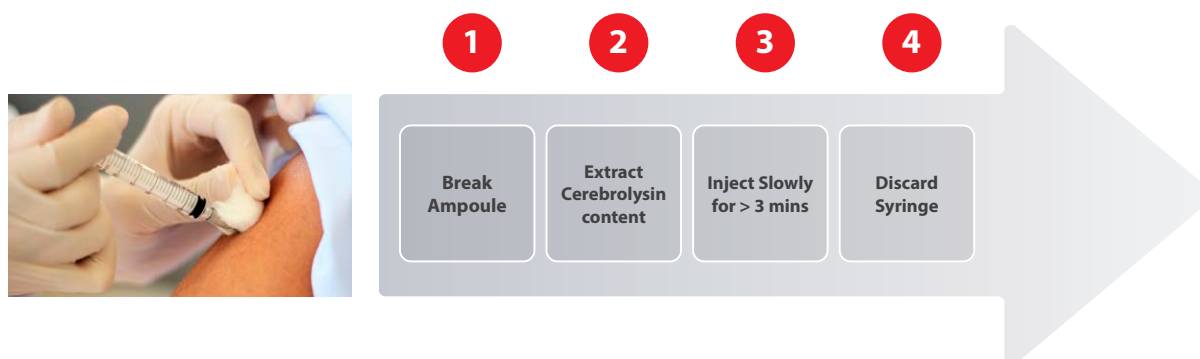 1
2
3
4
Break
Ampoule
Extract
Cerebrolysin
content
Inject Slowly
for > 3 mins
Discard
Syringe